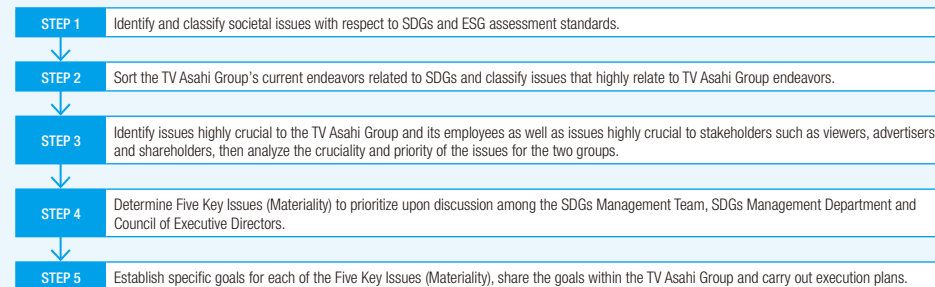 STEP 1
Identify and classify societal issues with respect to SDGs and ESG assessment standards.
STEP 2
Sort the TV Asahi Group's current endeavors related to SDGs and classify issues that highly relate to TV Asahi Group endeavors.
STEP 3
Identify issues highly crucial to the TV Asahi Group and its employees as well as issues highly crucial to stakeholders such as viewers, advertisers
and shareholders, then analyze the cruciality and priority of the issues for the two groups.
STEP 4
Determine Five Key Issues (Materiality) to prioritize upon discussion among the SDGs Management Team, SDGs Management Department and
Council of Executive Directors.
STEP 5
Establish specific goals for each of the Five Key Issues (Materiality), share the goals within the TV Asahi Group and carry out execution plans.